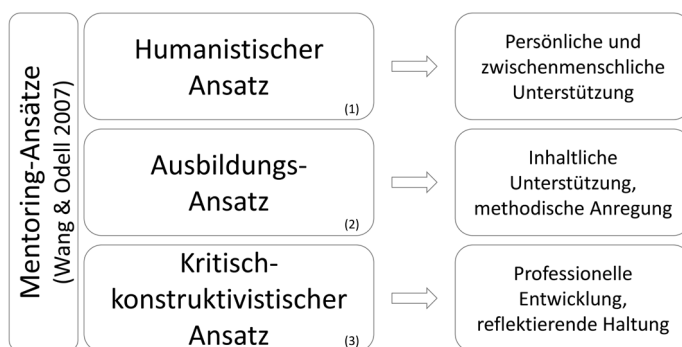 Mentoring-Ansätze
(Wang & Odell 2007)
Humanistischer
Ansatz
(1)
Persönliche und
zwischenmenschliche
Unterstützung
Ausbildungs-
Ansatz
(2)
Inhaltliche
Unterstützung,
methodische Anregung
Kritisch-
konstruktivistischer
Ansatz
(3)
Professionelle
Entwicklung,
reflektierende Haltung